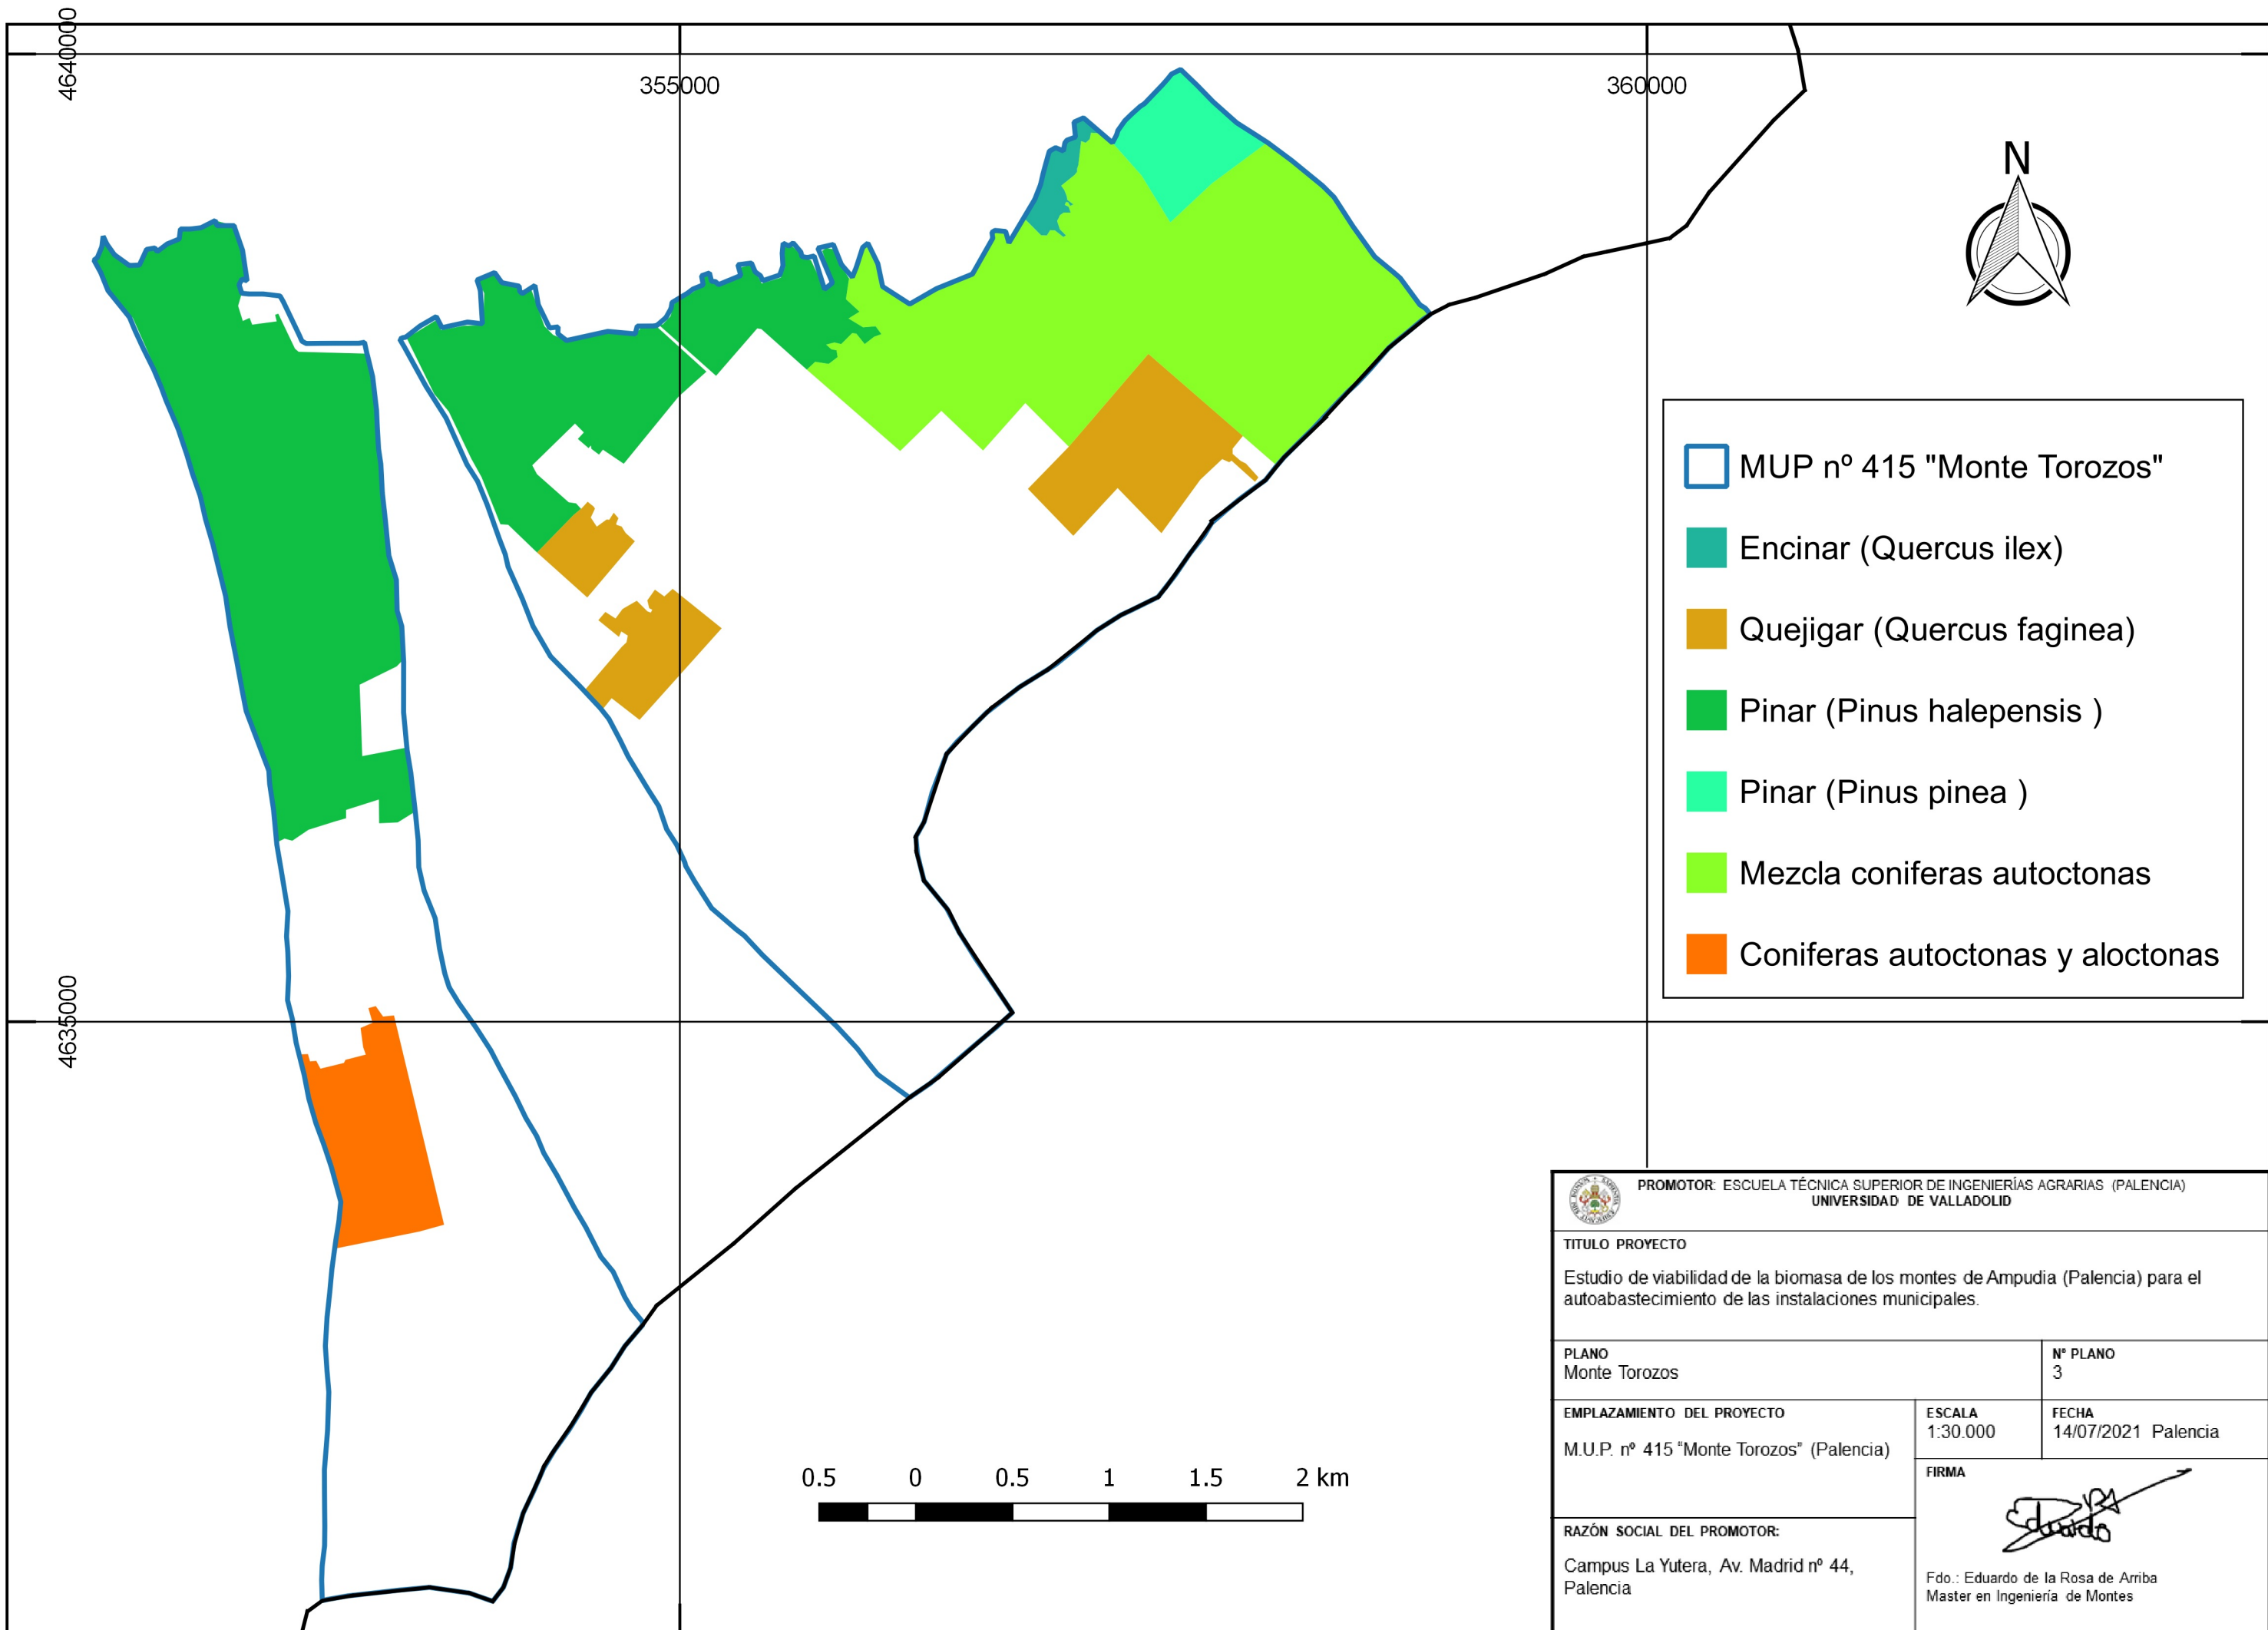 4640000
355000
360000
N
MUP nº 415 "Monte Torozos"
Encinar (Quercus ilex)
Quejigar (Quercus faginea)
Pinar (Pinus halepensis )
Pinar (Pinus pinea )
Mezcla coniferas autoctonas
Coniferas autoctonas y aloctonas
4635000
0.5 0 0.5 1 1.5 2 km
PROMOTOR: ESCUELA TÉCNICA SUPERIOR DE INGENIERÍAS AGRARIAS (PALENCIA)
UNIVERSIDAD DE VALLADOLID
TITULO PROYECTO
Estudio de viabilidad de la biomasa de los montes de Ampudia (Palencia) para el
autoabastecimiento de las instalaciones municipales.
PLANO
Monte Torozos
Nº PLANO
3
EMPLAZAMIENTO DEL PROYECTO
M.U.P. nº 415 "Monte Torozos" (Palencia)
ESCALA
1:30.000
FECHA
14/07/2021 Palencia
FIRMA
Eduardo
RAZÓN SOCIAL DEL PROMOTOR:
Campus La Yutera, Av. Madrid nº 44,
Palencia
Fdo.: Eduardo de la Rosa de Arriba
Master en Ingeniería de Montes